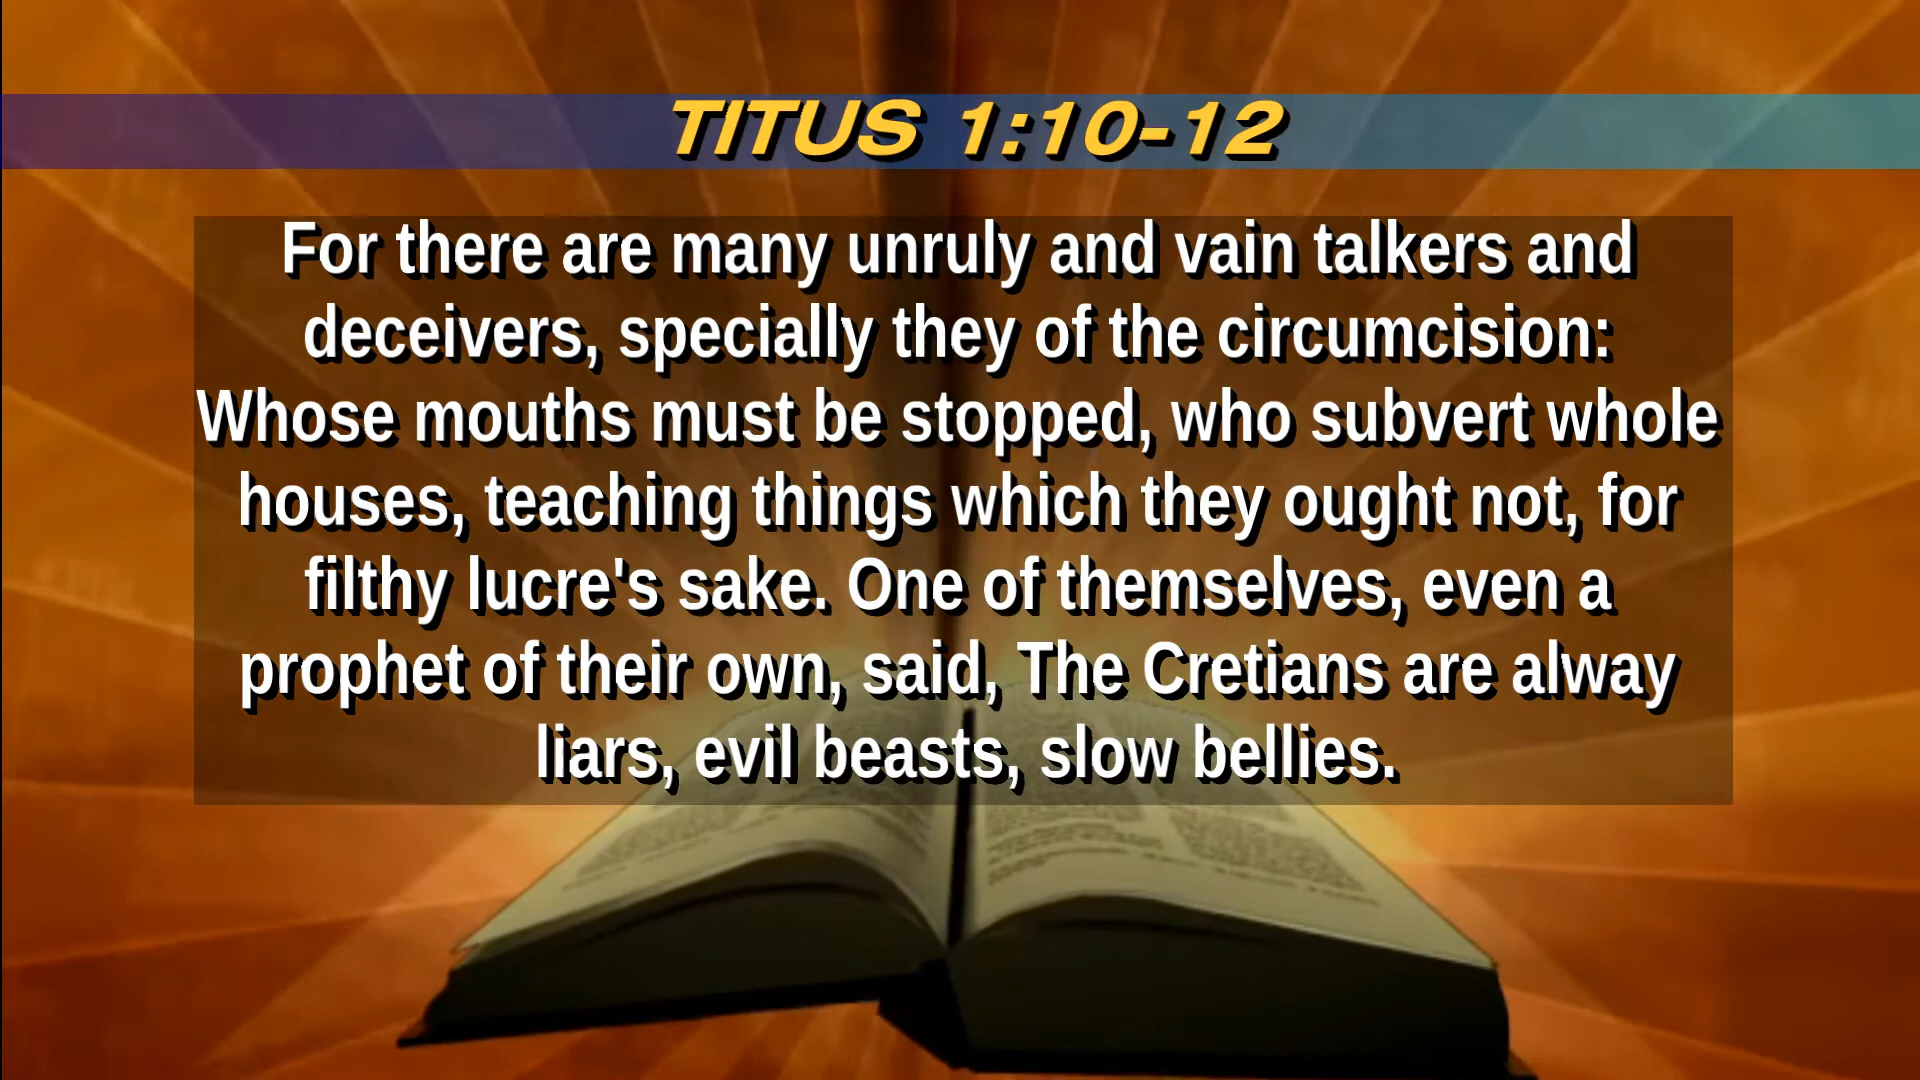 TITUS 1:10-12
For there are many unruly and vain talkers and
deceivers, specially they of the circumcision:
Whose mouths must be stopped, who subvert whole
houses, teaching things which they ought not, for
filthy lucre's sake. One of themselves, even a
prophet of their own, said, The Cretians are alway
liars, evil beasts, slow bellies.